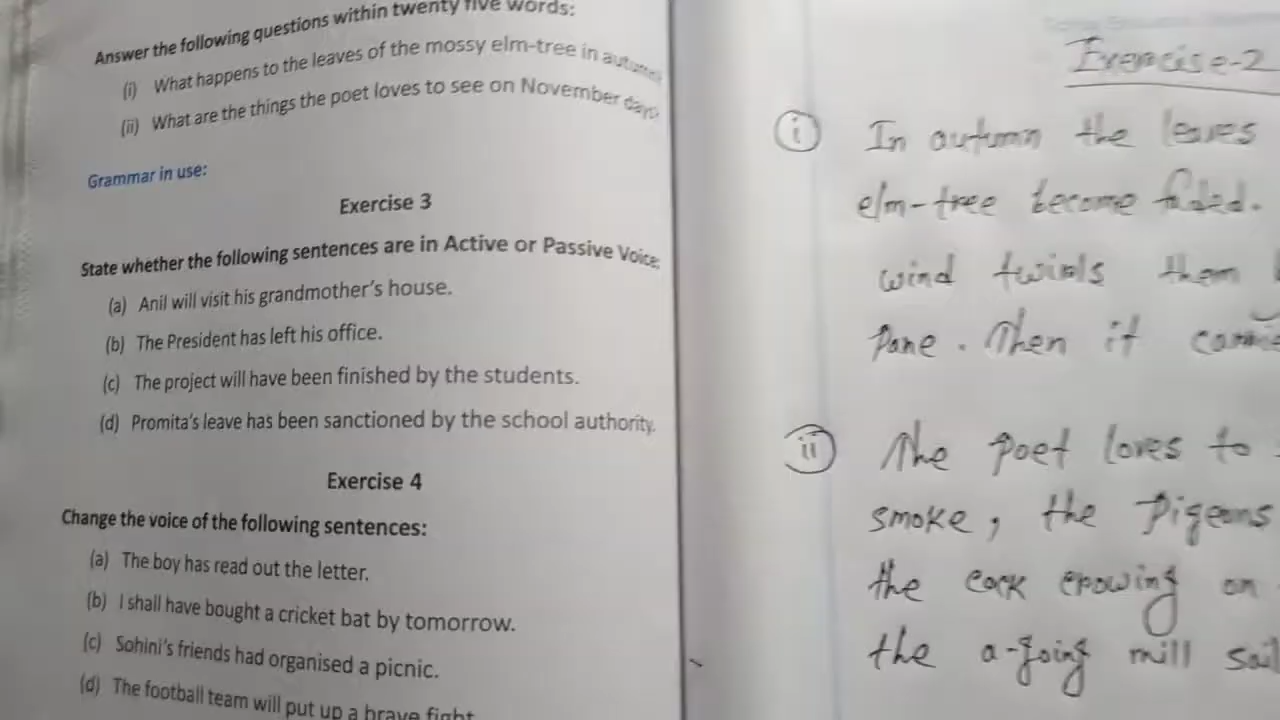 Answer the following questions within twenty five words:
(i) What happens to the leaves of the mossy elm-tree in autumn
(ii) What are the things the poet loves to see on November days
Grammar in use:
Exercise 3
State whether the following sentences are in Active or Passive Voice:
(a) Anil will visit his grandmother's house.
(b) The President has left his office.
(c) The project will have been finished by the students.
(d) Promita's leave has been sanctioned by the school authority.
Exercise 4
Change the voice of the following sentences:
(a) The boy has read out the letter.
(b) I shall have bought a cricket bat by tomorrow.
(c) Sohini's friends had organised a picnic.
(d) The football team will put up a brave fight
Exercise-2
(i) In autumn the leaves
elm-tree become faded.
wind twirls them
pane. Then it
(ii) The poet loves to
smoke, the pigeons
the cock crowing on
the a-going mill sail